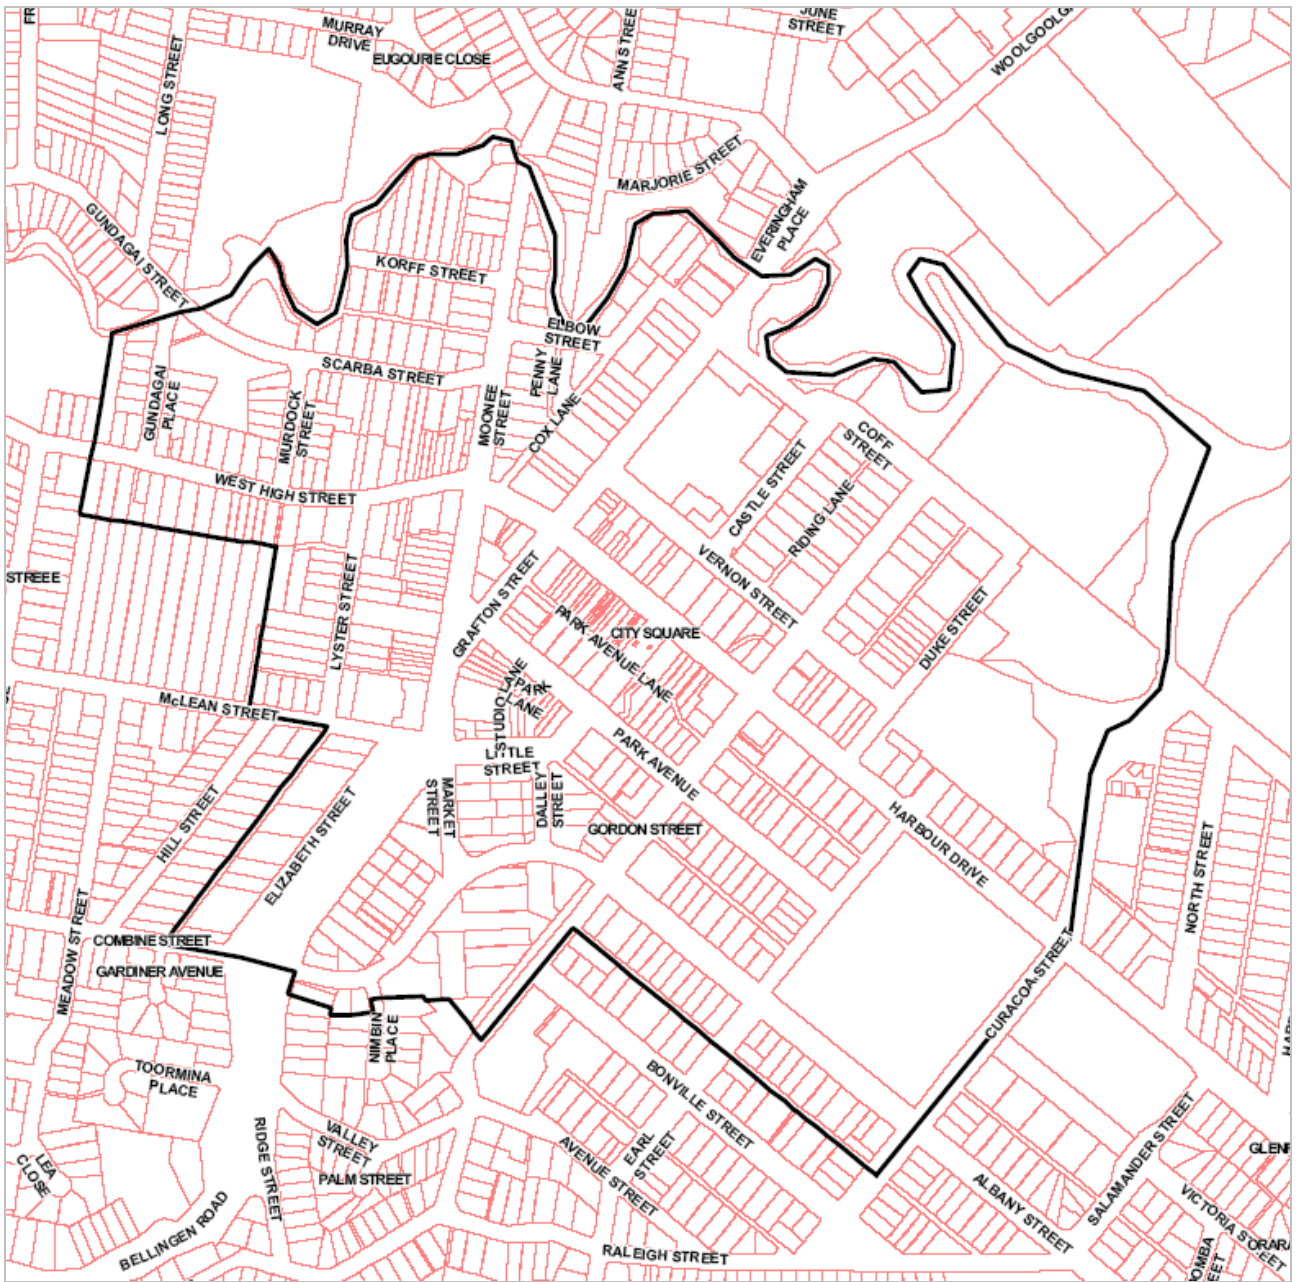 FR
MURRAY
DRIVE
EUGOURIE CLOSE
LONG STREET
JUNE
STREET
MARJORIE STREET
EVERINGHAM
PLACE
GUNDAGAI STREET
KORFF STREET
ELBOW
STREET
SCARBA STREET
PENNY
LANE
GUNDAGAI
PLACE
MURDOCK
STREET
MOONEE
STREET
COX LANE
COFF
STREET
CASTLE STREET
RIDING LANE
WEST HIGH STREET
VERNON STREET
STREEE
LYSTER STREET
GRAFTON STREET
PARK AVENUE LANE
CITY SQUARE
DUKE STREET
McLEAN STREET
STUDIO LANE
PARK
LANE
LITTLE
STREET
PARK AVENUE
MARKET
STREET
DALLEY
STREET
GORDON STREET
HARBOUR DRIVE
HILL STREET
ELIZABETH STREET
NORTH STREET
MEADOW STREET
COMBINE STREET
GARDINER AVENUE
CURACOA STREET
NIMBIN
PLACE
TOORMINA
PLACE
BONVILLE STREET
RIDGE STREET
VALLEY
STREET
PALM STREET
AVENUE STREET
EARL
STREET
LEA
CLOSE
BELLINGEN ROAD
RALEIGH STREET
ALBANY STREET
SALAMANDER STREET
VICTORIA STREET